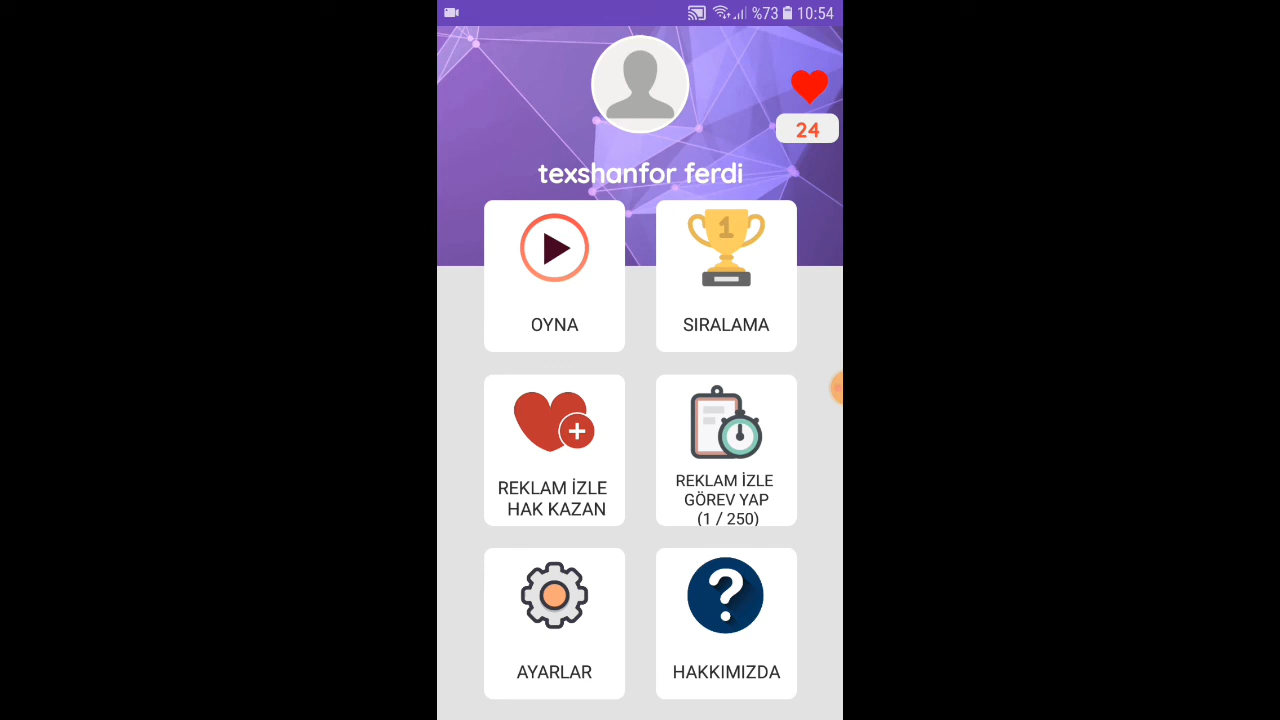 %73 10:54
24
texshanfor ferdi
1
OYNA
SIRALAMA
REKLAM İZLE
HAK KAZAN
REKLAM İZLE
GÖREV YAP
(1 / 250)
AYARLAR
HAKKIMIZDA